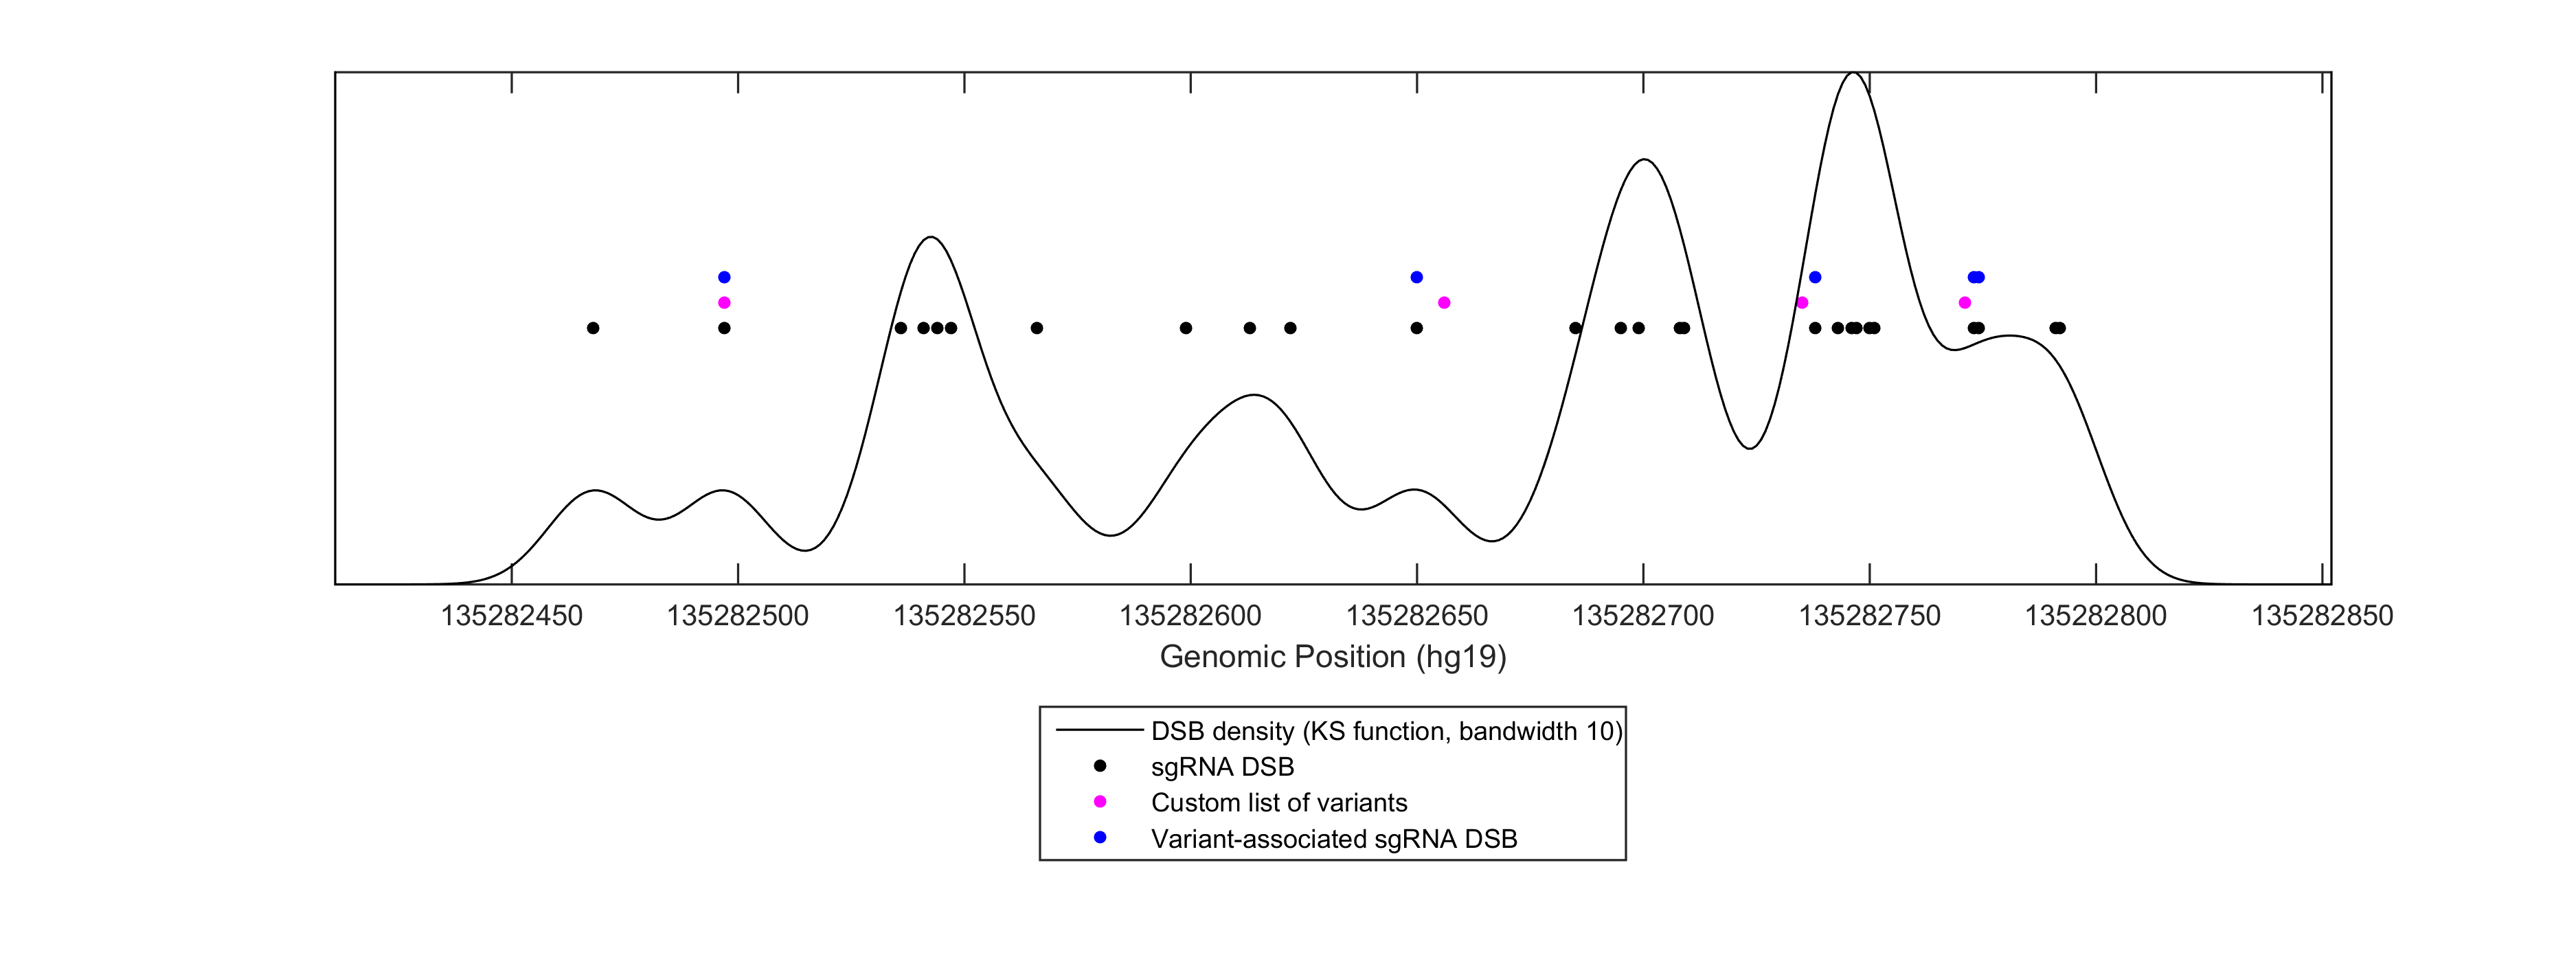 135282450 135282500 135282550 135282600 135282650 135282700 135282750 135282800 135282850
Genomic Position (hg19)
DSB density (KS function, bandwidth 10)
sgRNA DSB
Custom list of variants
Variant-associated sgRNA DSB